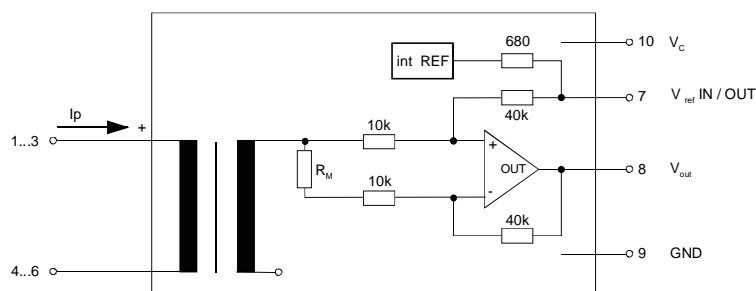 10 V_C
680
int REF
7 V_ref IN / OUT
Ip
+
40k
10k
1...3
+
OUT
8 V_out
R_M
10k
-
40k
9 GND
4...6